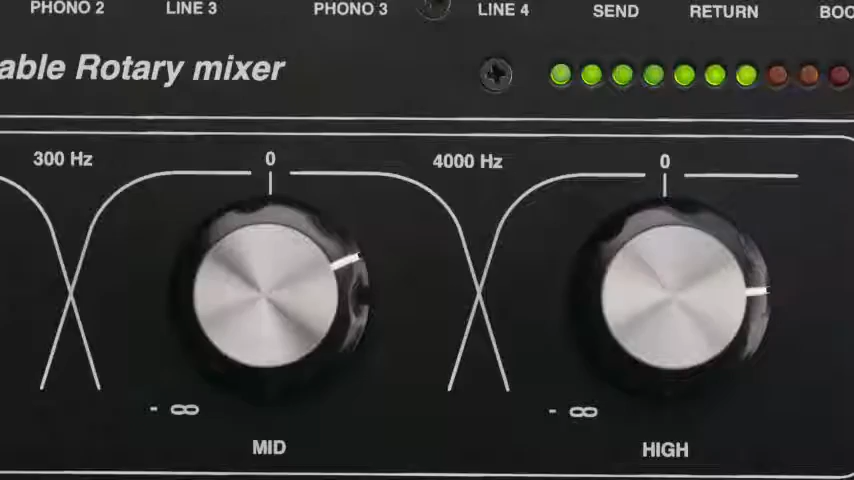 PHONO 2 LINE 3 PHONO 3 LINE 4 SEND RETURN BOO
able Rotary mixer
300 Hz 0 4000 Hz 0
- ∞ - ∞
MID HIGH